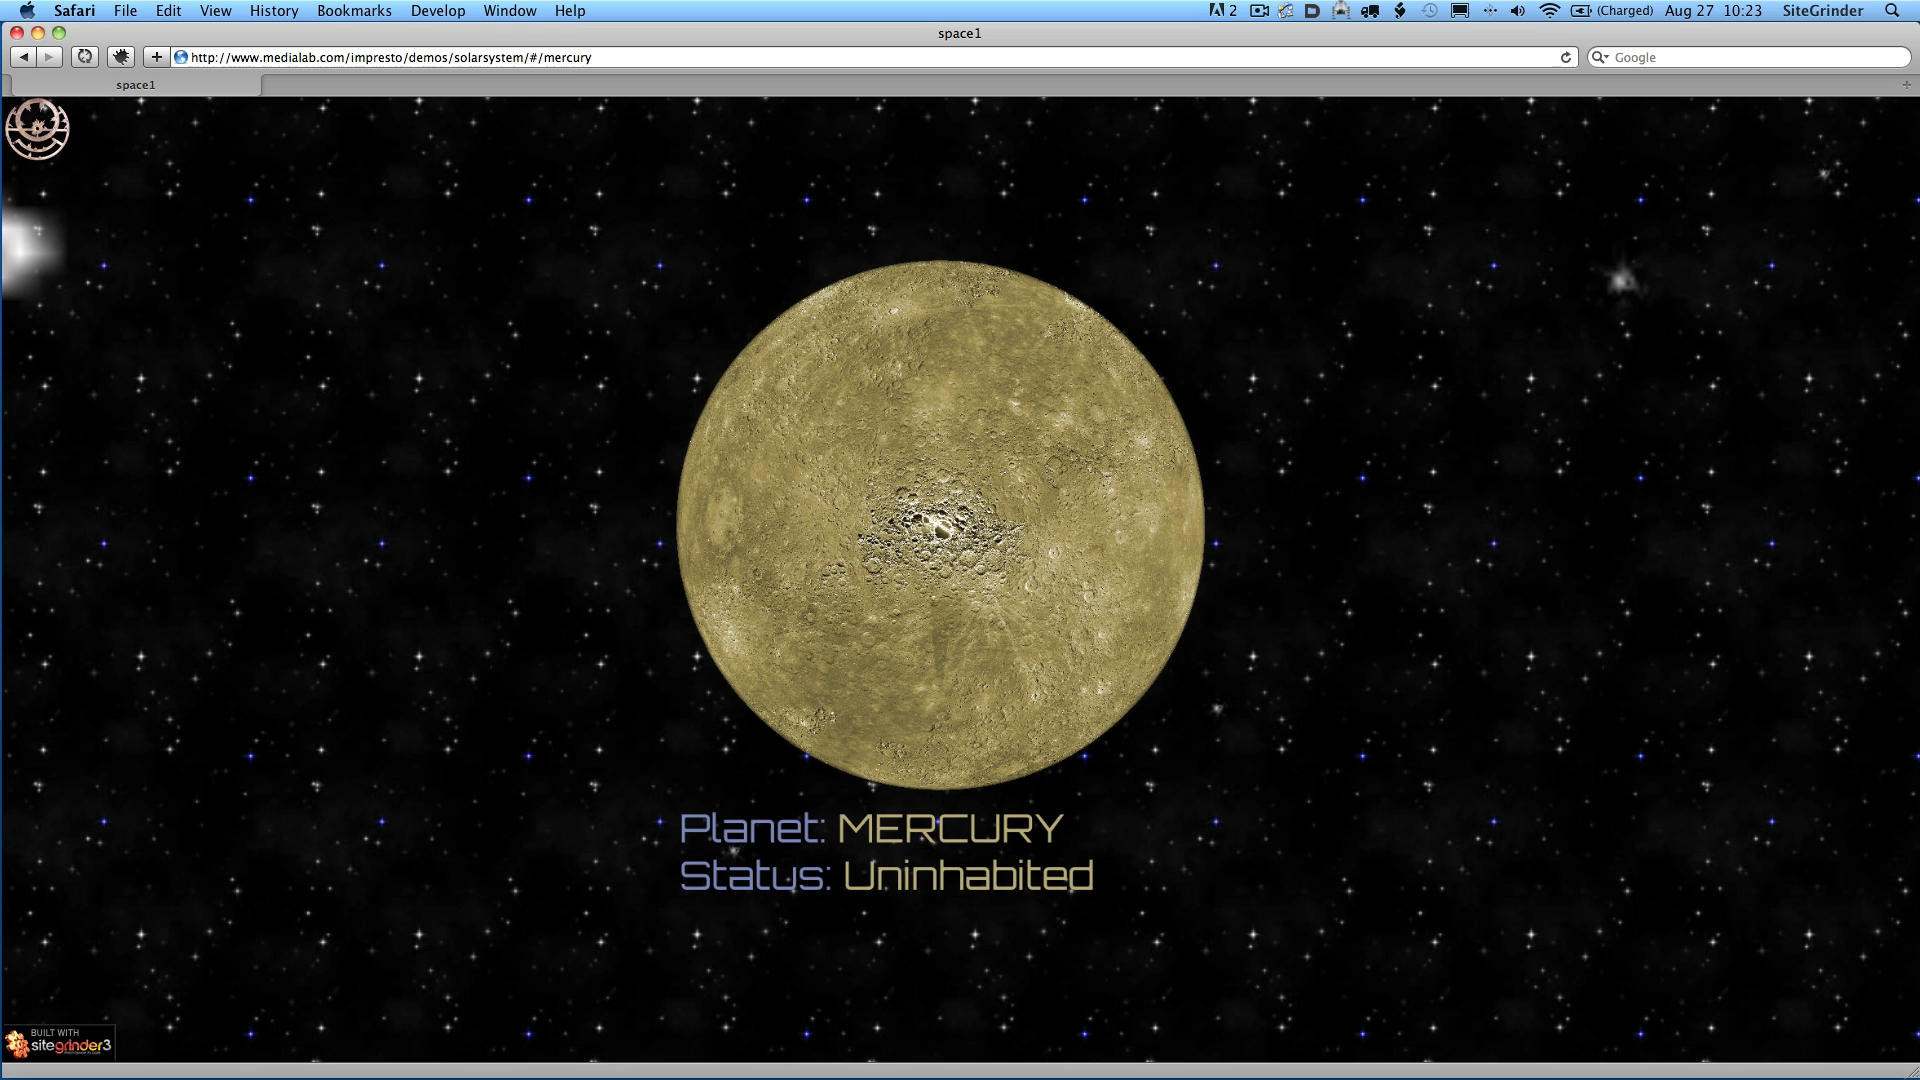 Safari File Edit View History Bookmarks Develop Window Help
2 (Charged) Aug 27 10:23 SiteGrinder
space1
http://www.medialab.com/impresto/demos/solarsystem/#/mercury
Google
space1
Planet: MERCURY
Status: Uninhabited
BUILT WITH
sitegrinder3